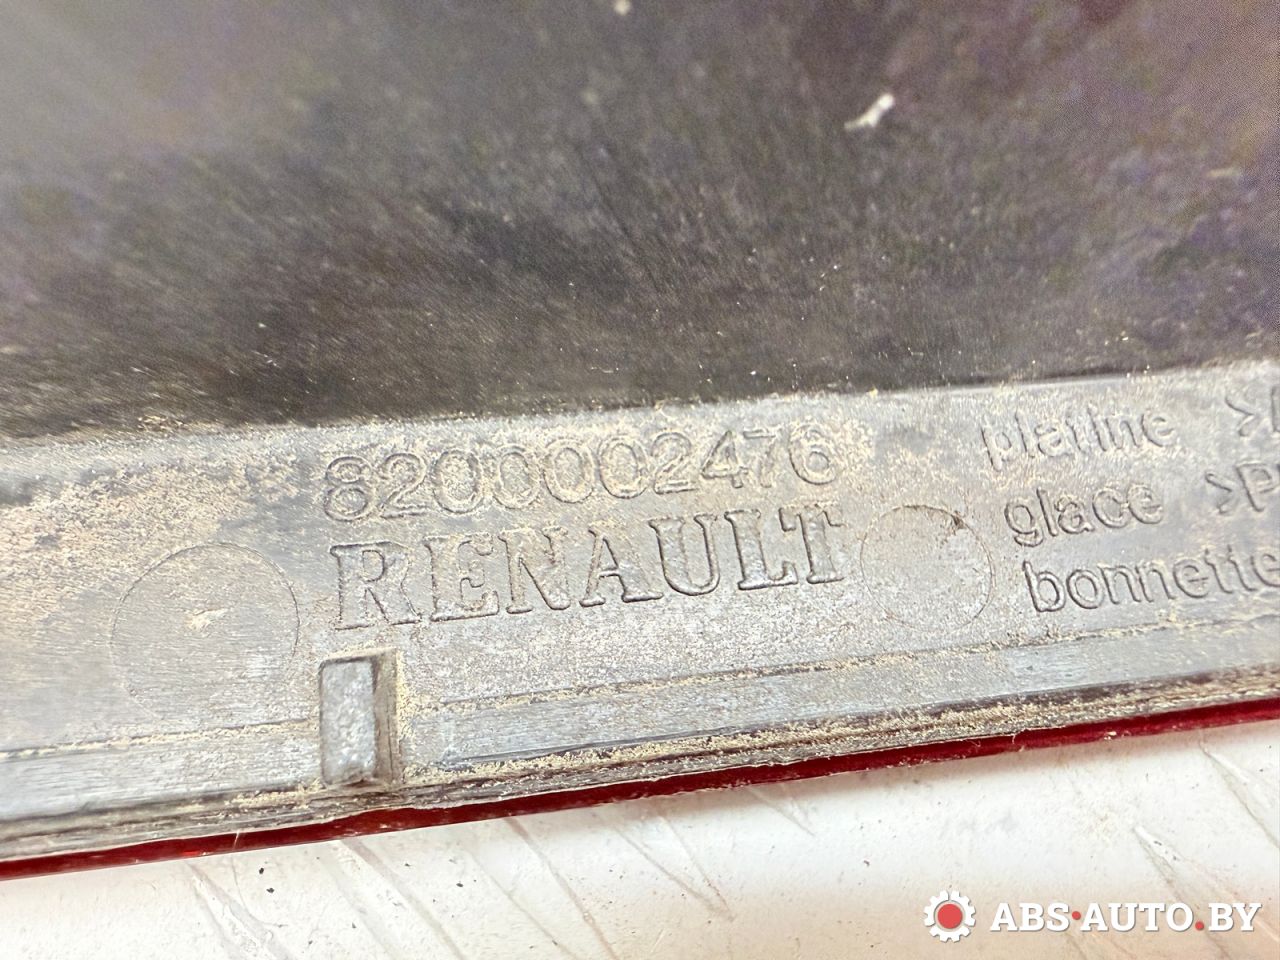 8200002476
RENAULT
platine >
glace >P
bonnette
ABS·AUTO.BY